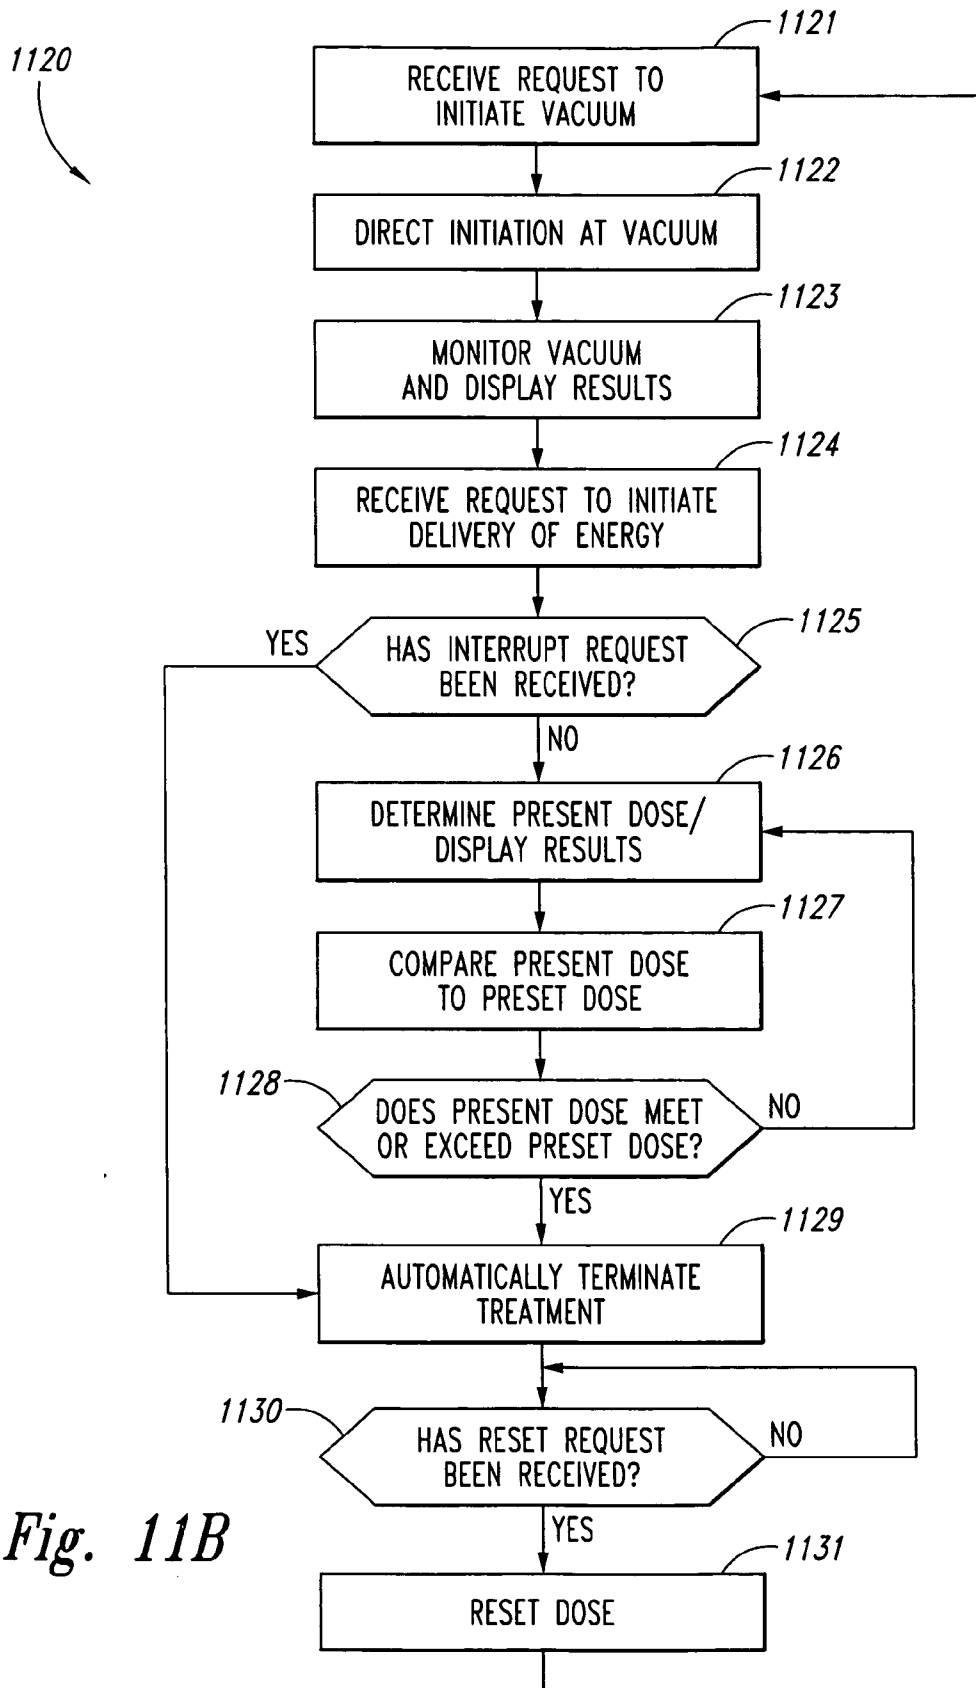 1120
1121
RECEIVE REQUEST TO
INITIATE VACUUM
1122
DIRECT INITIATION AT VACUUM
1123
MONITOR VACUUM
AND DISPLAY RESULTS
1124
RECEIVE REQUEST TO INITIATE
DELIVERY OF ENERGY
1125
YES
HAS INTERRUPT REQUEST
BEEN RECEIVED?
NO
1126
DETERMINE PRESENT DOSE/
DISPLAY RESULTS
1127
COMPARE PRESENT DOSE
TO PRESET DOSE
1128
DOES PRESENT DOSE MEET
OR EXCEED PRESET DOSE?
NO
YES
1129
AUTOMATICALLY TERMINATE
TREATMENT
1130
HAS RESET REQUEST
BEEN RECEIVED?
NO
YES
1131
RESET DOSE
Fig. 11B